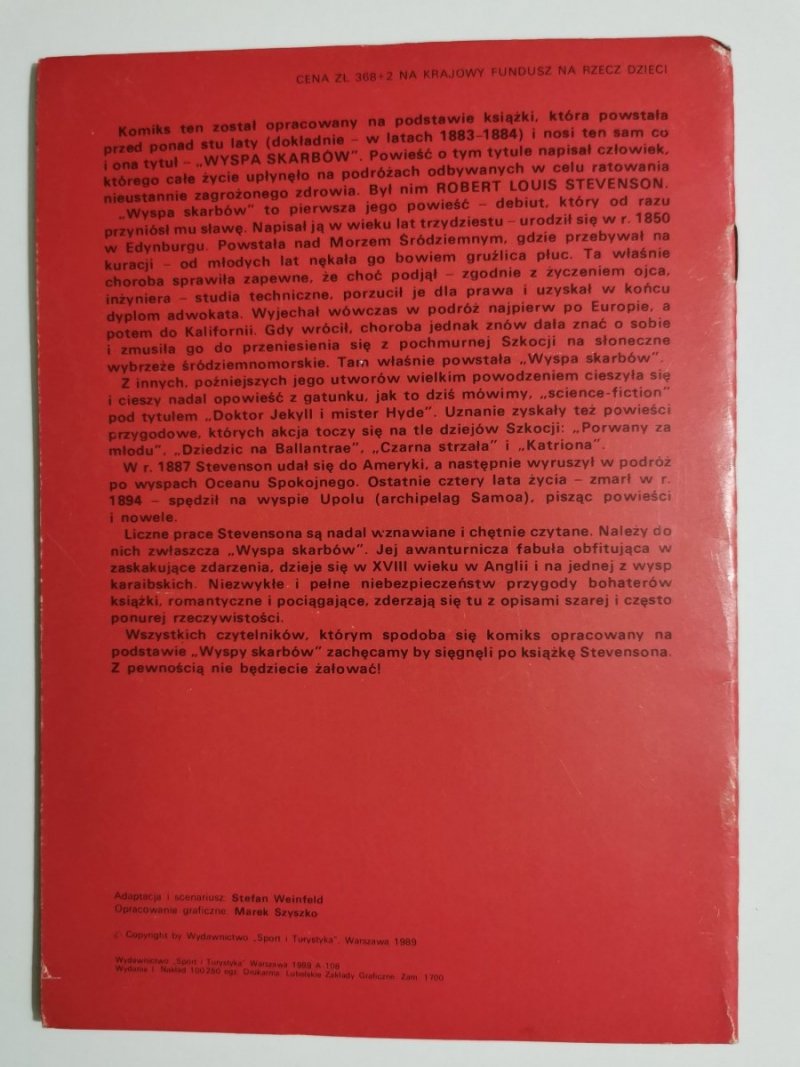 CENA ZŁ 368+2 NA KRAJOWY FUNDUSZ NA RZECZ DZIECI
Komiks ten został opracowany na podstawie książki, która powstała
przed ponad stu laty (dokładnie – w latach 1883–1884) i nosi ten sam co
i ona tytuł – „WYSPA SKARBÓW”. Powieść o tym tytule napisał człowiek,
którego całe życie upłynęło na podróżach odbywanych w celu ratowania
nieustannie zagrożonego zdrowia. Był nim ROBERT LOUIS STEVENSON.
„Wyspa skarbów” to pierwsza jego powieść – debiut, który od razu
przyniósł mu sławę. Napisał ją w wieku lat trzydziestu – urodził się w r. 1850
w Edynburgu. Powstała nad Morzem Śródziemnym, gdzie przebywał na
kuracji – od młodych lat nękała go bowiem gruźlica płuc. Ta właśnie
choroba sprawiła zapewne, że choć podjął – zgodnie z życzeniem ojca,
inżyniera – studia techniczne, porzucił je dla prawa i uzyskał w końcu
dyplom adwokata. Wyjechał wówczas w podróż najpierw po Europie, a
potem do Kalifornii. Gdy wrócił, choroba jednak znów dała znać o sobie
i zmusiła go do przeniesienia się z pochmurnej Szkocji na słoneczne
wybrzeże śródziemnomorskie. Tam właśnie powstała „Wyspa skarbów”.
Z innych, poźniejszych jego utworów wielkim powodzeniem cieszyła się
i cieszy nadal opowieść z gatunku, jak to dziś mówimy, „science-fiction”
pod tytułem „Doktor Jekyll i mister Hyde”. Uznanie zyskały też powieści
przygodowe, których akcja toczy się na tle dziejów Szkocji: „Porwany za
młodu”, „Dziedzic na Ballantrae”, „Czarna strzała” i „Katriona”.
W r. 1887 Stevenson udał się do Ameryki, a następnie wyruszył w podróż
po wyspach Oceanu Spokojnego. Ostatnie cztery lata życia – zmarł w r.
1894 – spędził na wyspie Upolu (archipelag Samoa), pisząc powieści
i nowele.
Liczne prace Stevensona są nadal wznawiane i chętnie czytane. Należy do
nich zwłaszcza „Wyspa skarbów”. Jej awanturnicza fabuła obfitująca w
zaskakujące zdarzenia, dzieje się w XVIII wieku w Anglii i na jednej z wysp
karaibskich. Niezwykłe i pełne niebezpieczeństw przygody bohaterów
książki, romantyczne i pociągające, zderzają się tu z opisami szarej i często
ponurej rzeczywistości.
Wszystkich czytelników, którym spodoba się komiks opracowany na
podstawie „Wyspy skarbów” zachęcamy by sięgnęli po książkę Stevensona.
Z pewnością nie będziecie żałować!
Adaptacja i scenariusz: Stefan Weinfeld
Opracowanie graficzne: Marek Szyszko
© Copyright by Wydawnictwo „Sport i Turystyka”. Warszawa 1989
Wydawnictwo „Sport i Turystyka” Warszawa 1989 A-108
Wydanie I. Nakład 100250 egz. Drukarnia: Lubelskie Zakłady Graficzne. Zam. 1700